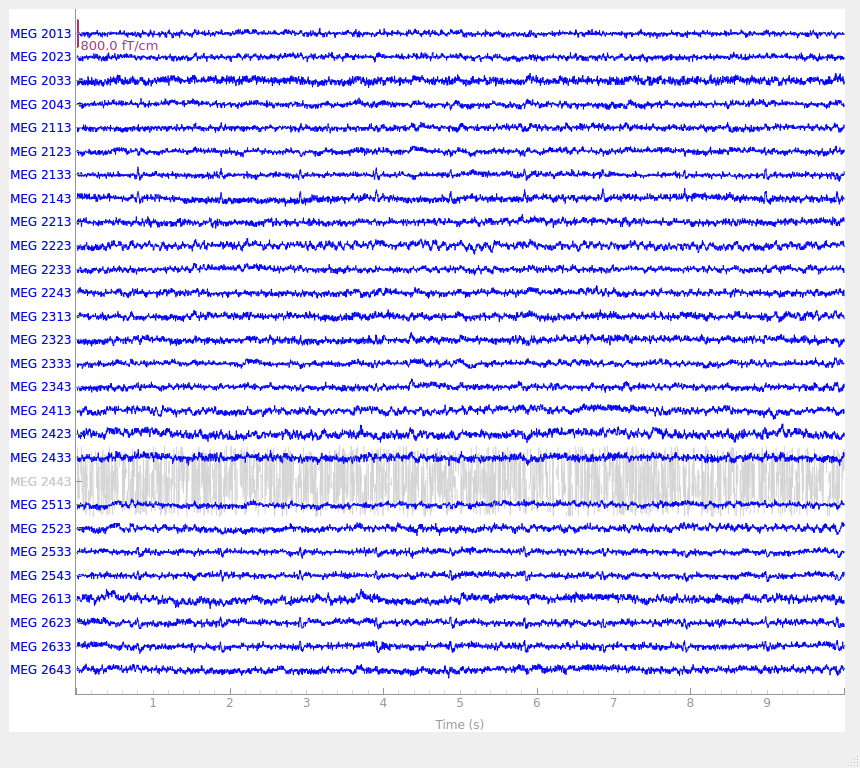 MEG 2013
800.0 fT/cm
MEG 2023
MEG 2033
MEG 2043
MEG 2113
MEG 2123
MEG 2133
MEG 2143
MEG 2213
MEG 2223
MEG 2233
MEG 2243
MEG 2313
MEG 2323
MEG 2333
MEG 2343
MEG 2413
MEG 2423
MEG 2433
MEG 2443
MEG 2513
MEG 2523
MEG 2533
MEG 2543
MEG 2613
MEG 2623
MEG 2633
MEG 2643
1 2 3 4 5 6 7 8 9
Time (s)